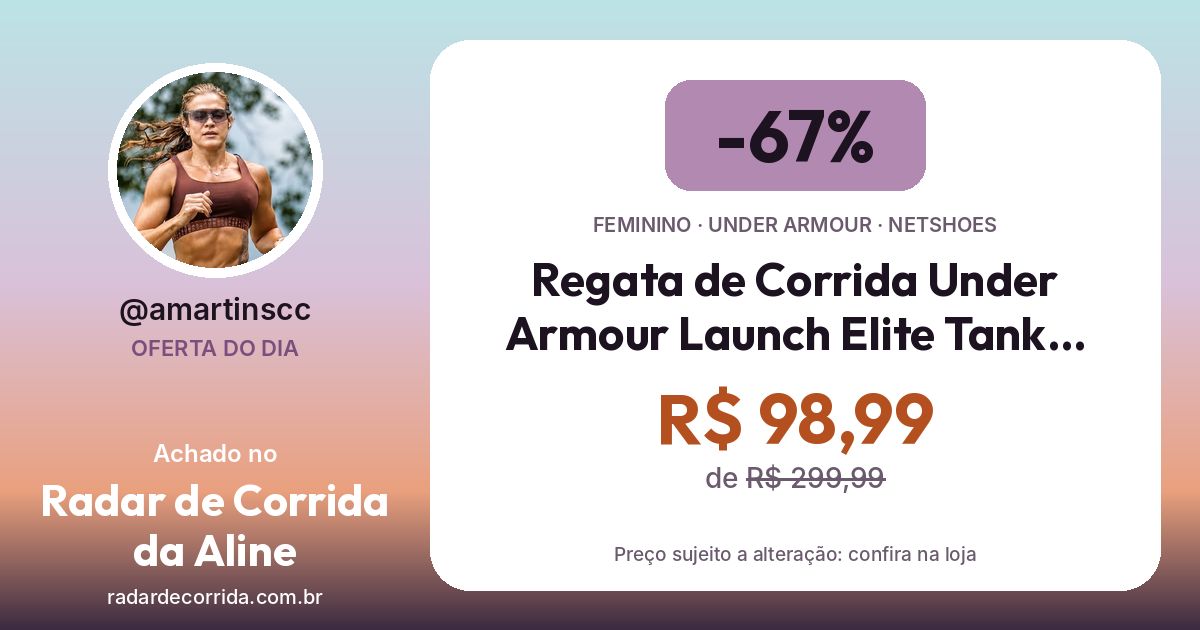 @amartinscc
OFERTA DO DIA
Achado no
Radar de Corrida
da Aline
radardecorrida.com.br
-67%
FEMININO · UNDER ARMOUR · NETSHOES
Regata de Corrida Under
Armour Launch Elite Tank...
R$ 98,99
de R$ 299,99
Preço sujeito a alteração: confira na loja